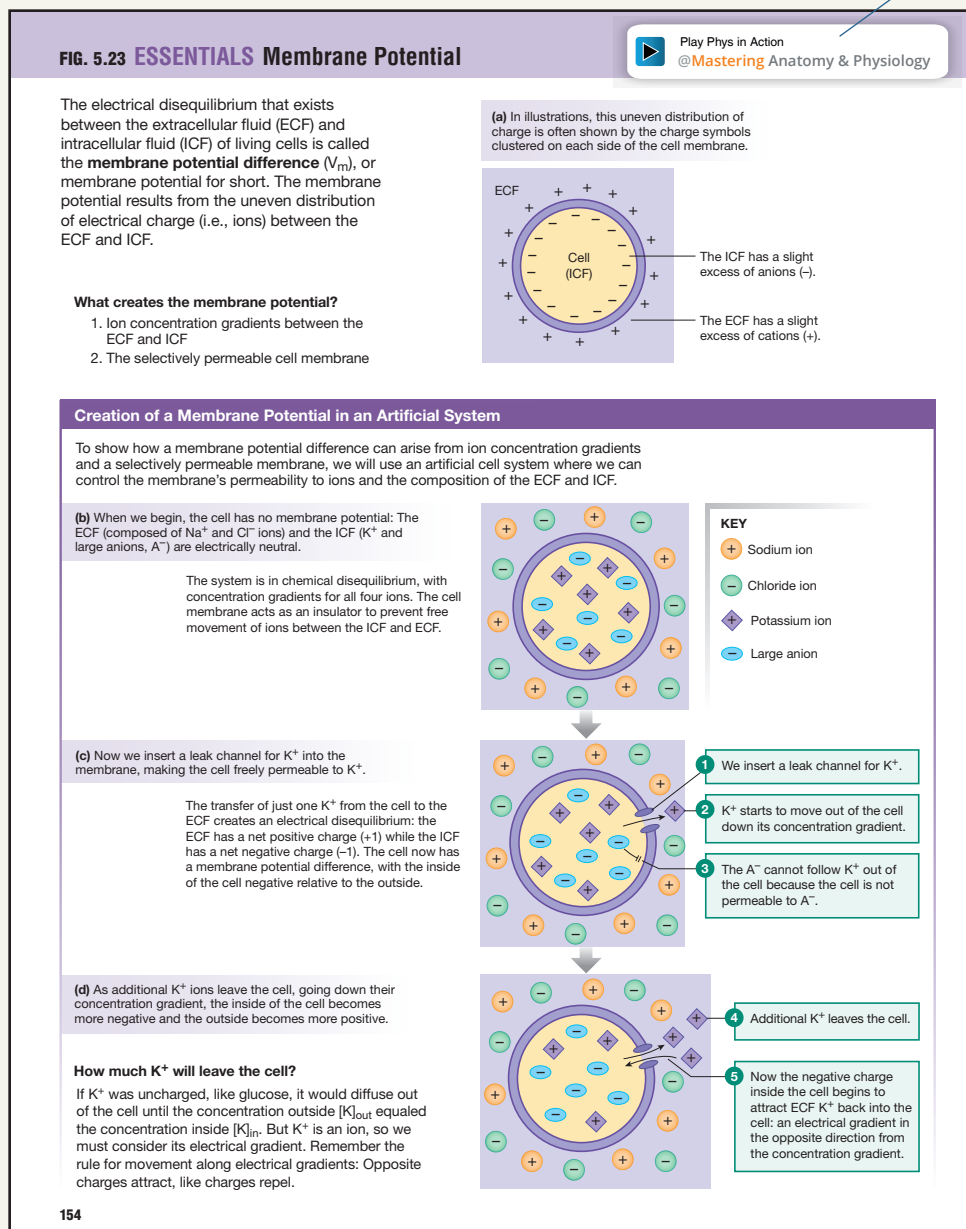 FIG. 5.23 ESSENTIALS Membrane Potential
Play Phys in Action
@Mastering Anatomy & Physiology
The electrical disequilibrium that exists
between the extracellular fluid (ECF) and
intracellular fluid (ICF) of living cells is called
the membrane potential difference (Vm), or
membrane potential for short. The membrane
potential results from the uneven distribution
of electrical charge (i.e., ions) between the
ECF and ICF.
What creates the membrane potential?
1. Ion concentration gradients between the
ECF and ICF
2. The selectively permeable cell membrane
(a) In illustrations, this uneven distribution of
charge is often shown by the charge symbols
clustered on each side of the cell membrane.
ECF
Cell
(ICF)
The ICF has a slight
excess of anions (–).
The ECF has a slight
excess of cations (+).
Creation of a Membrane Potential in an Artificial System
To show how a membrane potential difference can arise from ion concentration gradients
and a selectively permeable membrane, we will use an artificial cell system where we can
control the membrane's permeability to ions and the composition of the ECF and ICF.
(b) When we begin, the cell has no membrane potential: The
ECF (composed of Na⁺ and Cl⁻ ions) and the ICF (K⁺ and
large anions, A⁻) are electrically neutral.
The system is in chemical disequilibrium, with
concentration gradients for all four ions. The cell
membrane acts as an insulator to prevent free
movement of ions between the ICF and ECF.
KEY
Sodium ion
Chloride ion
Potassium ion
Large anion
(c) Now we insert a leak channel for K⁺ into the
membrane, making the cell freely permeable to K⁺.
The transfer of just one K⁺ from the cell to the
ECF creates an electrical disequilibrium: the
ECF has a net positive charge (+1) while the ICF
has a net negative charge (–1). The cell now has
a membrane potential difference, with the inside
of the cell negative relative to the outside.
1 We insert a leak channel for K⁺.
2 K⁺ starts to move out of the cell
down its concentration gradient.
3 The A⁻ cannot follow K⁺ out of
the cell because the cell is not
permeable to A⁻.
(d) As additional K⁺ ions leave the cell, going down their
concentration gradient, the inside of the cell becomes
more negative and the outside becomes more positive.
How much K⁺ will leave the cell?
If K⁺ was uncharged, like glucose, it would diffuse out
of the cell until the concentration outside [K]out equaled
the concentration inside [K]in. But K⁺ is an ion, so we
must consider its electrical gradient. Remember the
rule for movement along electrical gradients: Opposite
charges attract, like charges repel.
4 Additional K⁺ leaves the cell.
5 Now the negative charge
inside the cell begins to
attract ECF K⁺ back into the
cell: an electrical gradient in
the opposite direction from
the concentration gradient.
154